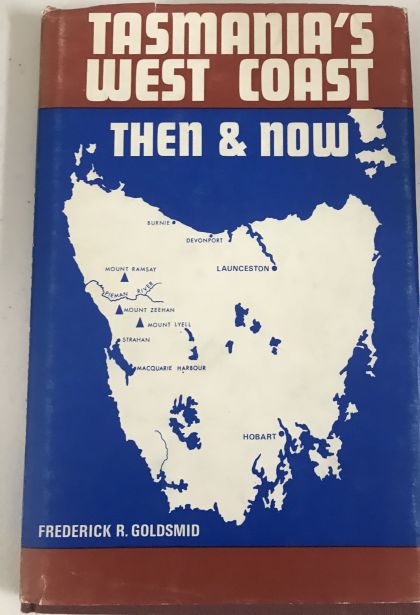 TASMANIA'S
WEST COAST
THEN & NOW
BURNIE
DEVONPORT
MOUNT RAMSAY
LAUNCESTON
PIEMAN RIVER
MOUNT ZEEHAN
MOUNT LYELL
STRAHAN
MACQUARIE HARBOUR
HOBART
FREDERICK R. GOLDSMID